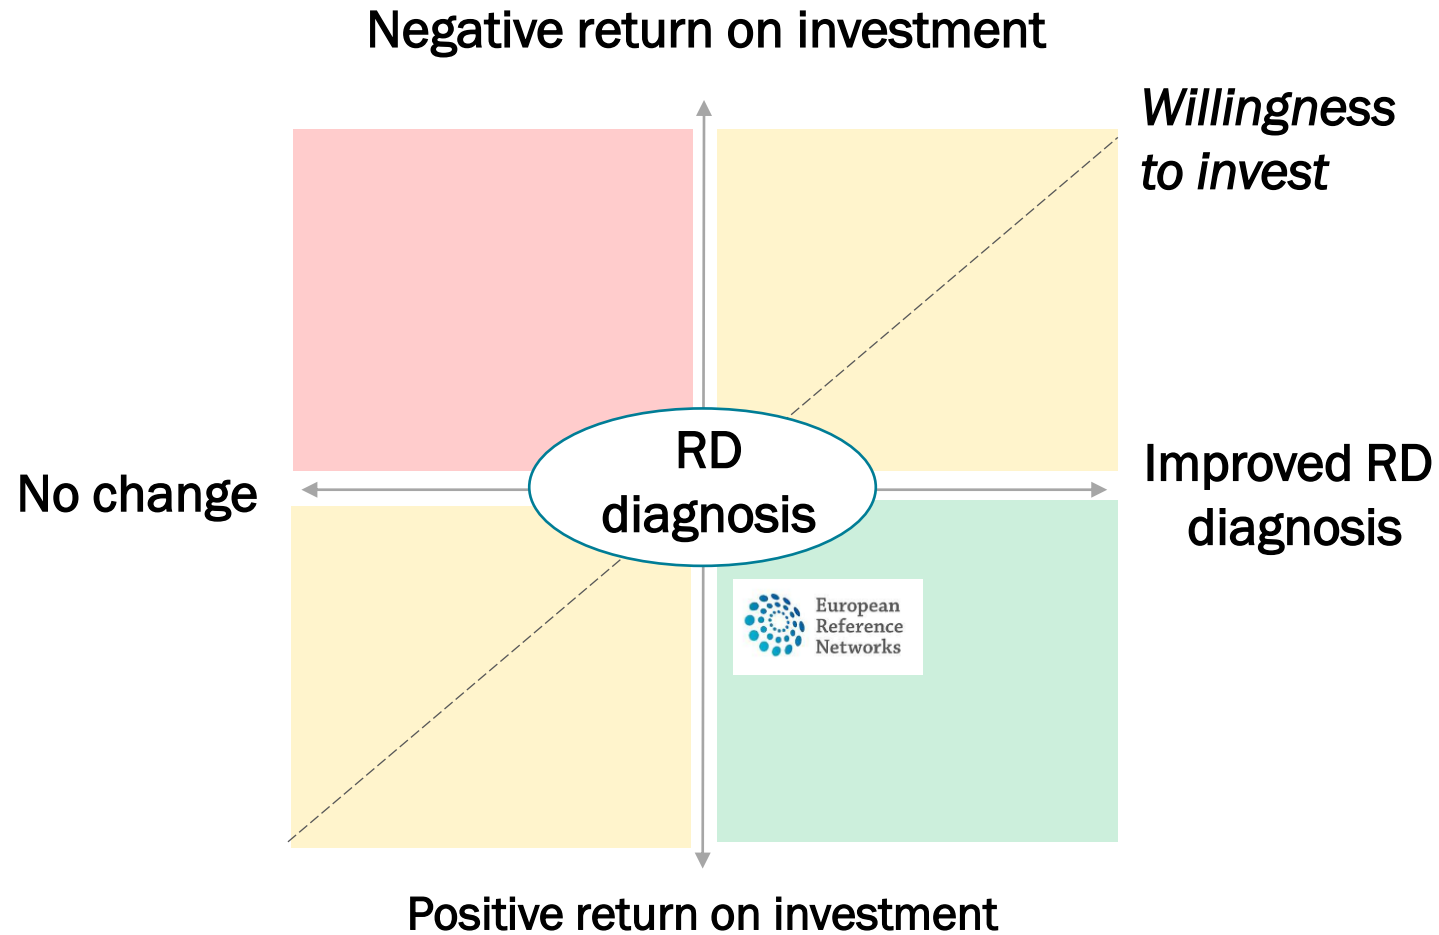 Negative return on investment
Willingness
to invest
RD
diagnosis
No change
Improved RD
diagnosis
European
Reference
Networks
Positive return on investment